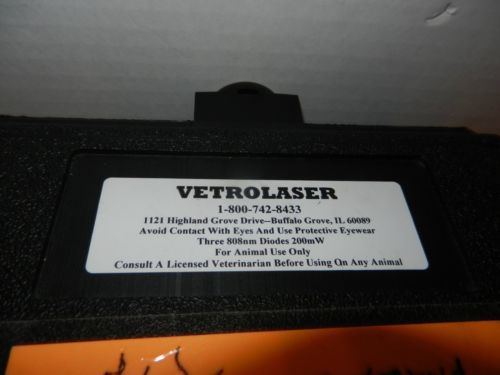 VETROLASER
1-800-742-8433
1121 Highland Grove Drive--Buffalo Grove, IL 60089
Avoid Contact With Eyes And Use Protective Eyewear
Three 808nm Diodes 200mW
For Animal Use Only
Consult A Licensed Veterinarian Before Using On Any Animal